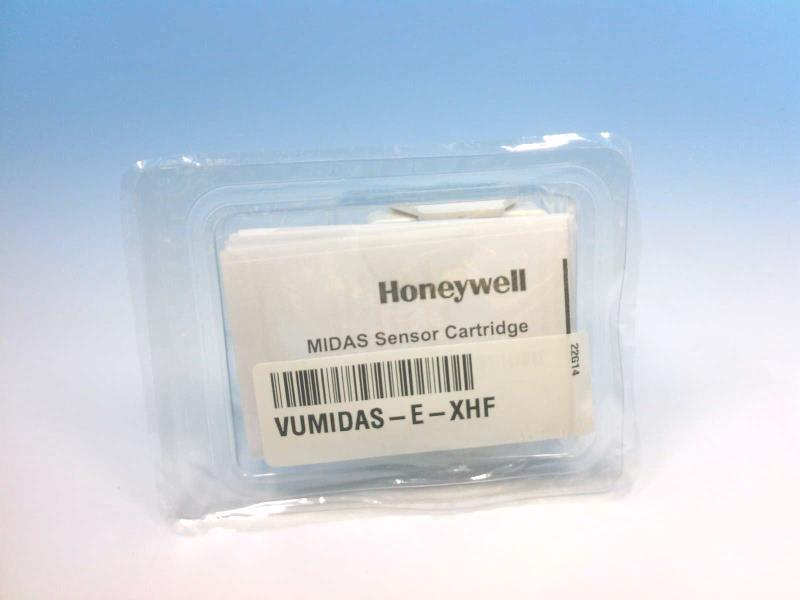 Honeywell
MIDAS Sensor Cartridge
22G14
VUMIDAS-E-XHF